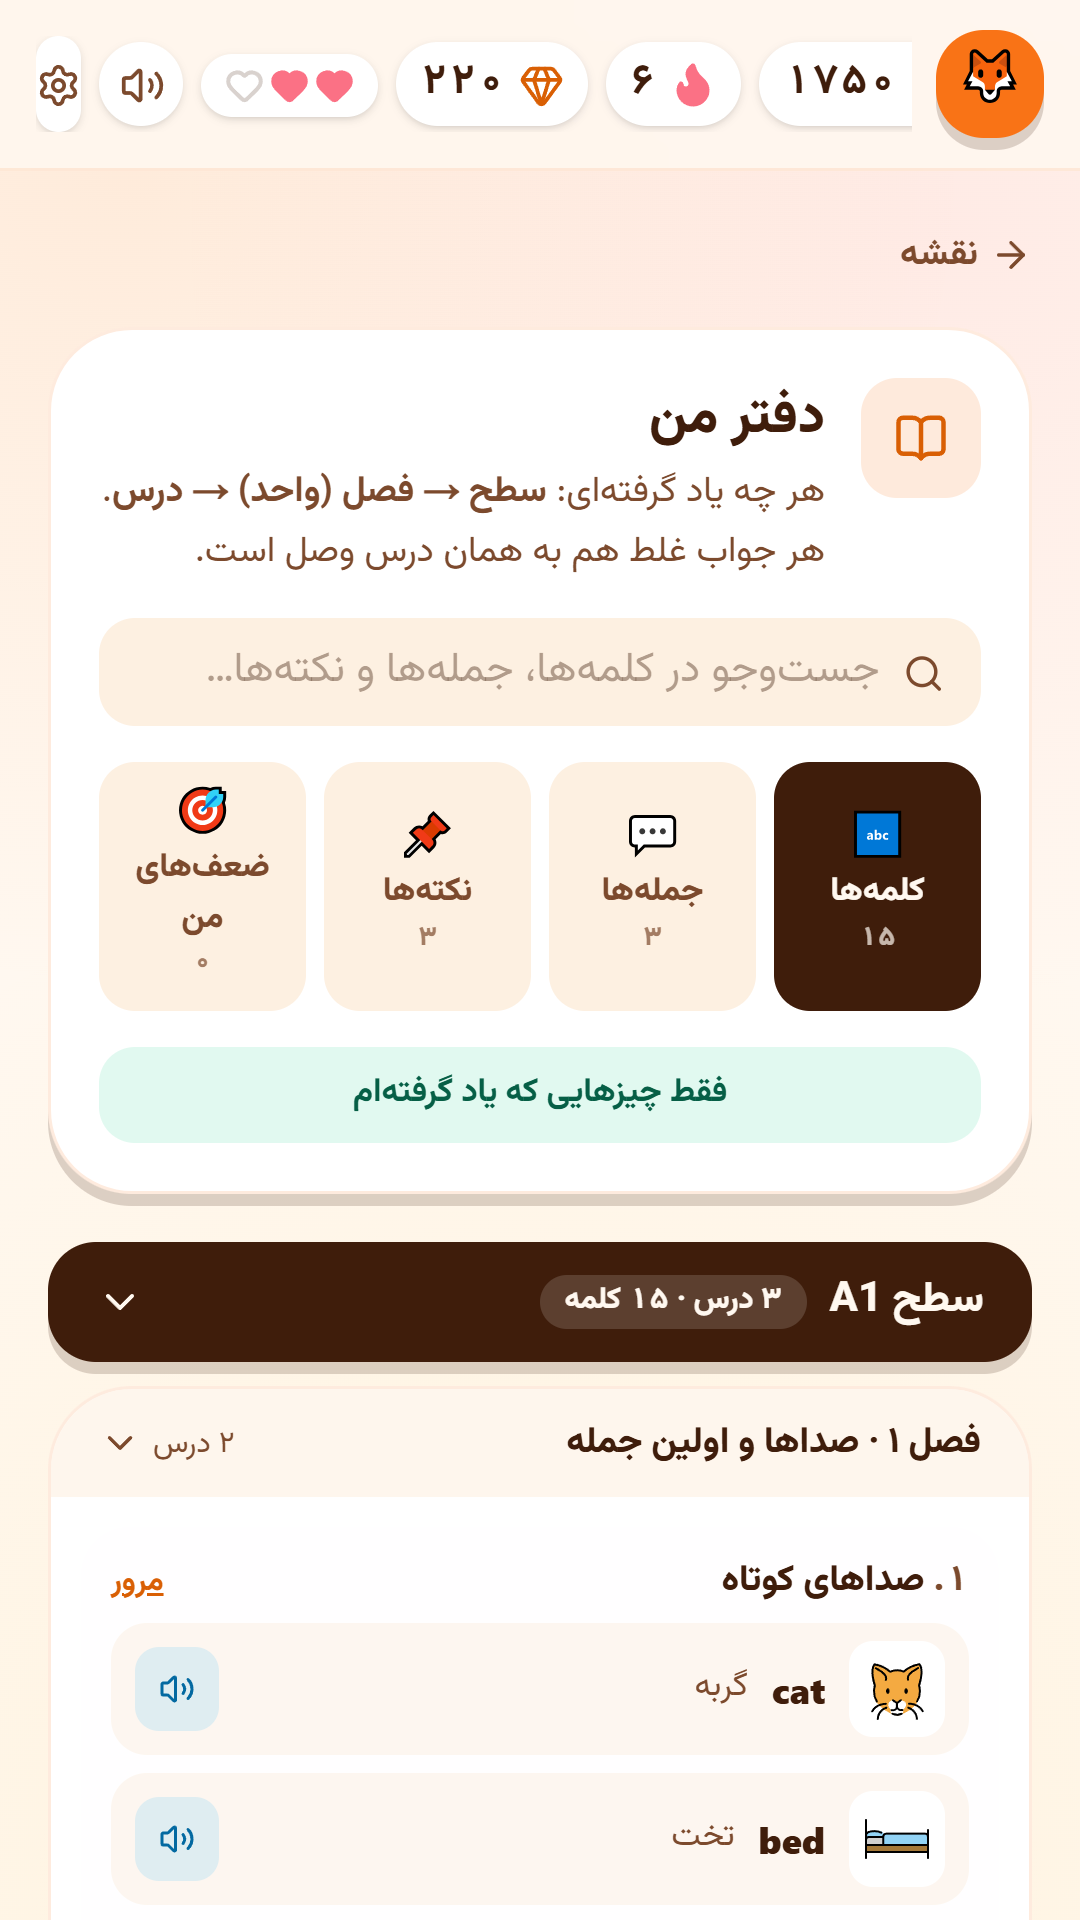 ۱۷۵۰
۶
۲۲۰
نقشه
دفتر من
هر چه یاد گرفته‌ای: سطح → فصل (واحد) → درس.
هر جواب غلط هم به همان درس وصل است.
جست‌وجو در کلمه‌ها، جمله‌ها و نکته‌ها...
abc
کلمه‌ها
۱۵
جمله‌ها
۳
نکته‌ها
۳
ضعف‌های
من
۰
فقط چیزهایی که یاد گرفته‌ام
سطح A1
۳ درس · ۱۵ کلمه
فصل ۱ · صداها و اولین جمله
۲ درس
۱. صداهای کوتاه
مرور
cat گربه
bed تخت